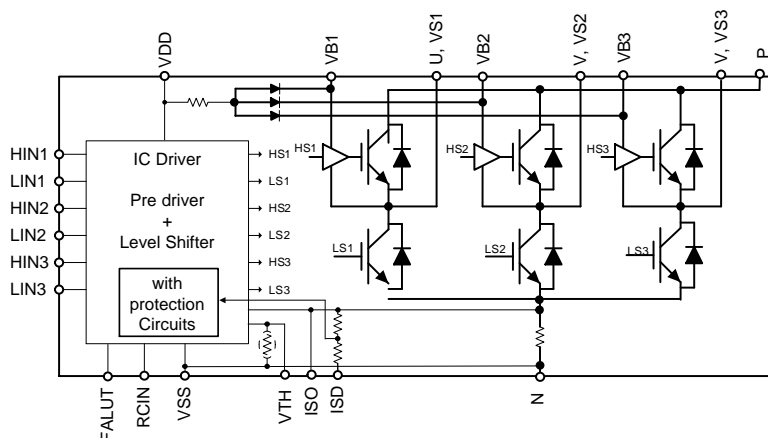 VDD
VB1
U, VS1
VB2
V, VS2
VB3
V, VS3
P
HIN1
LIN1
HIN2
LIN2
HIN3
LIN3
IC Driver
Pre driver
+
Level Shifter
with
protection
Circuits
HS1
LS1
HS2
LS2
HS3
LS3
HS1
HS2
HS3
LS1
LS2
LS3
FALUT
RCIN
VSS
VTH
ISO
ISD
N